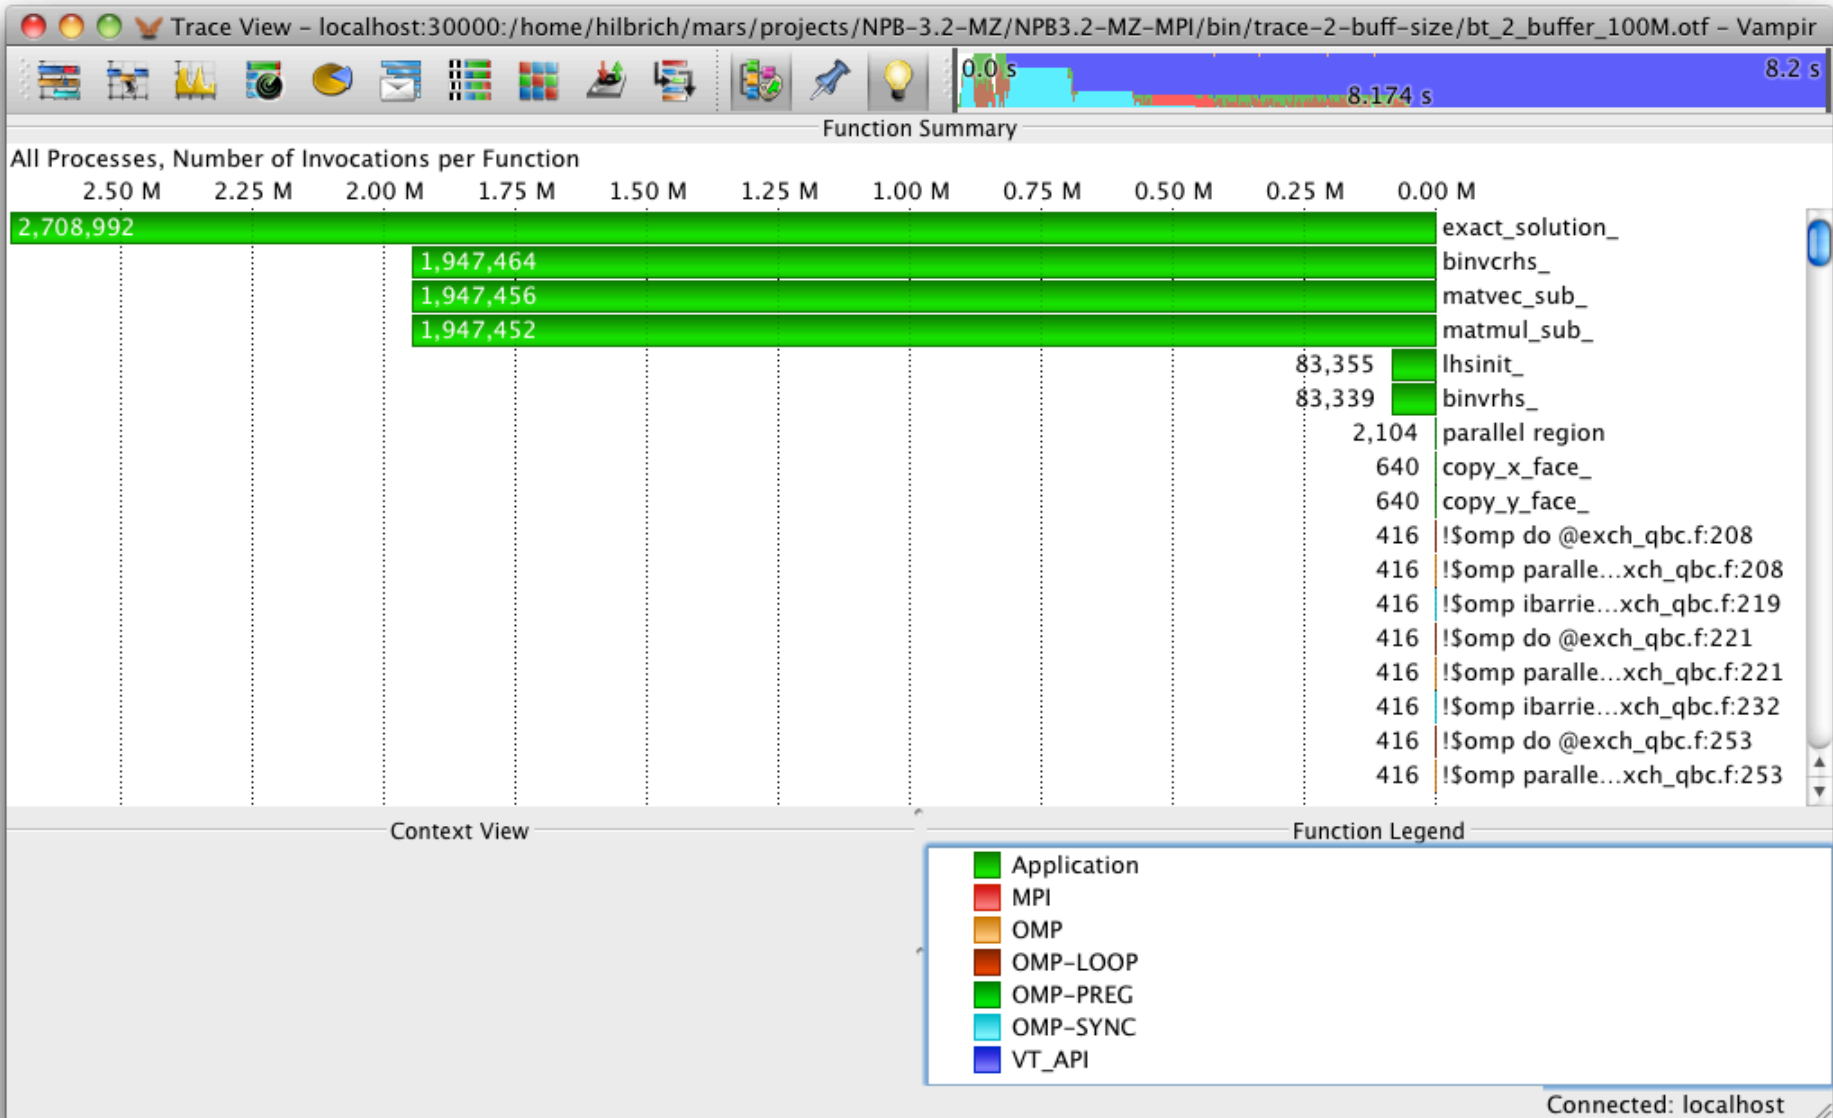 Trace View – localhost:30000:/home/hilbrich/mars/projects/NPB-3.2-MZ/NPB3.2-MZ-MPI/bin/trace-2-buff-size/bt_2_buffer_100M.otf – Vampir
0.0 s 8.2 s
8.174 s
Function Summary
All Processes, Number of Invocations per Function
2.50 M 2.25 M 2.00 M 1.75 M 1.50 M 1.25 M 1.00 M 0.75 M 0.50 M 0.25 M 0.00 M
2,708,992 exact_solution_
1,947,464 binvcrhs_
1,947,456 matvec_sub_
1,947,452 matmul_sub_
83,355 lhsinit_
83,339 binvrhs_
2,104 parallel region
640 copy_x_face_
640 copy_y_face_
416 !$omp do @exch_qbc.f:208
416 !$omp paralle...xch_qbc.f:208
416 !$omp ibarrie...xch_qbc.f:219
416 !$omp do @exch_qbc.f:221
416 !$omp paralle...xch_qbc.f:221
416 !$omp ibarrie...xch_qbc.f:232
416 !$omp do @exch_qbc.f:253
416 !$omp paralle...xch_qbc.f:253
Context View
Function Legend
Application
MPI
OMP
OMP-LOOP
OMP-PREG
OMP-SYNC
VT_API
Connected: localhost